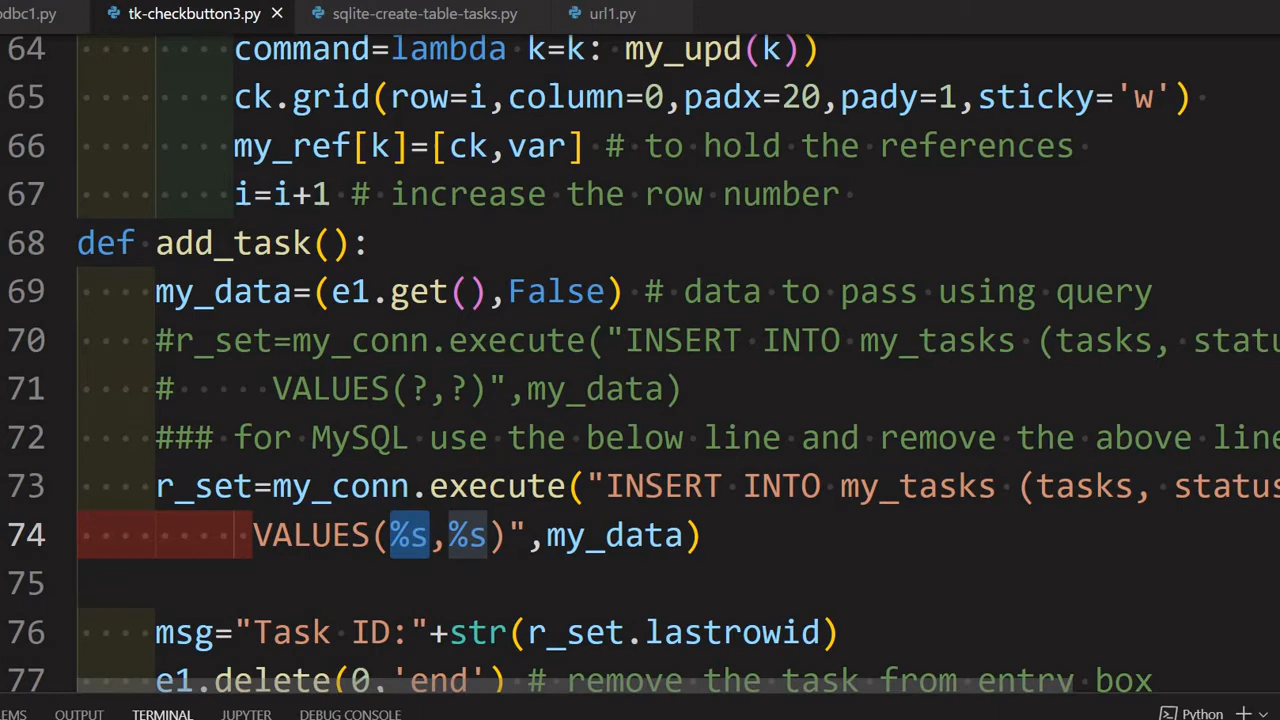 odbc1.py tk-checkbutton3.py × sqlite-create-table-tasks.py url1.py
64 command=lambda k=k: my_upd(k))
65 ck.grid(row=i,column=0,padx=20,pady=1,sticky='w')
66 my_ref[k]=[ck,var] # to hold the references
67 i=i+1 # increase the row number
68 def add_task():
69 my_data=(e1.get(),False) # data to pass using query
70 #r_set=my_conn.execute("INSERT INTO my_tasks (tasks, statu
71 # VALUES(?,?)",my_data)
72 ### for MySQL use the below line and remove the above line
73 r_set=my_conn.execute("INSERT INTO my_tasks (tasks, status
74 VALUES(%s,%s)",my_data)
75
76 msg="Task ID:"+str(r_set.lastrowid)
77 e1.delete(0,'end') # remove the task from entry box
EMS OUTPUT TERMINAL JUPYTER DEBUG CONSOLE Python